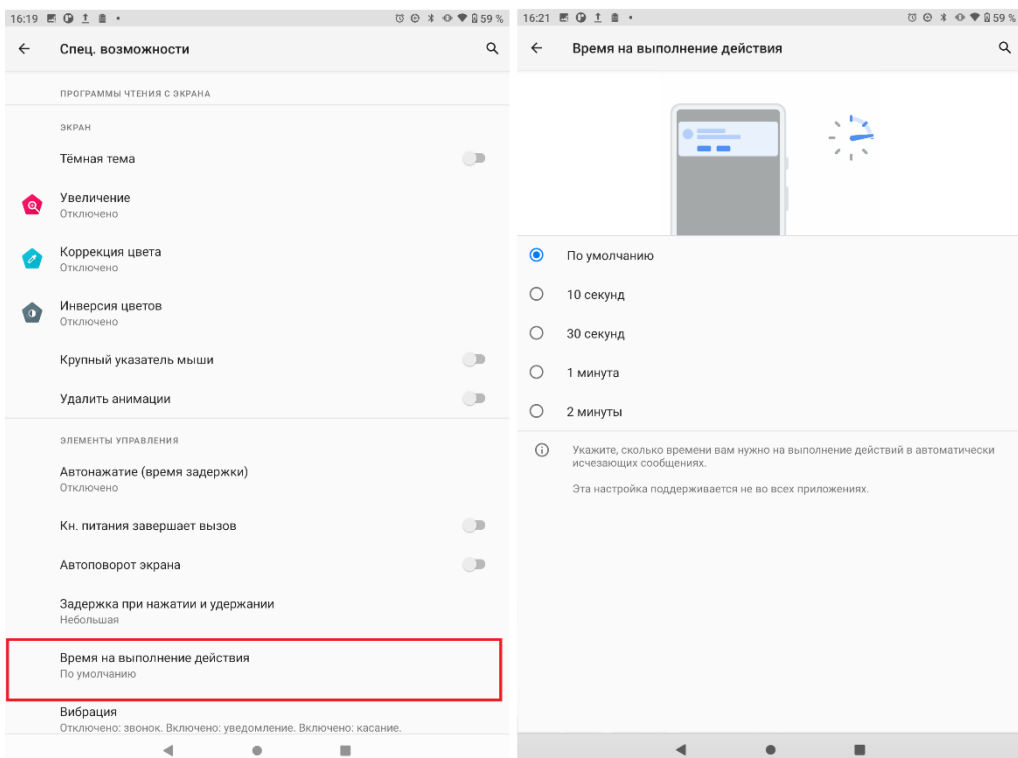 16:19
59 %
Спец. возможности
ПРОГРАММЫ ЧТЕНИЯ С ЭКРАНА
ЭКРАН
Тёмная тема
Увеличение
Отключено
Коррекция цвета
Отключено
Инверсия цветов
Отключено
Крупный указатель мыши
Удалить анимации
ЭЛЕМЕНТЫ УПРАВЛЕНИЯ
Автонажатие (время задержки)
Отключено
Кн. питания завершает вызов
Автоповорот экрана
Задержка при нажатии и удержании
Небольшая
Время на выполнение действия
По умолчанию
Вибрация
Отключено: звонок. Включено: уведомление. Включено: касание.
16:21
59 %
Время на выполнение действия
По умолчанию
10 секунд
30 секунд
1 минута
2 минуты
Укажите, сколько времени вам нужно на выполнение действий в автоматически
исчезающих сообщениях.
Эта настройка поддерживается не во всех приложениях.